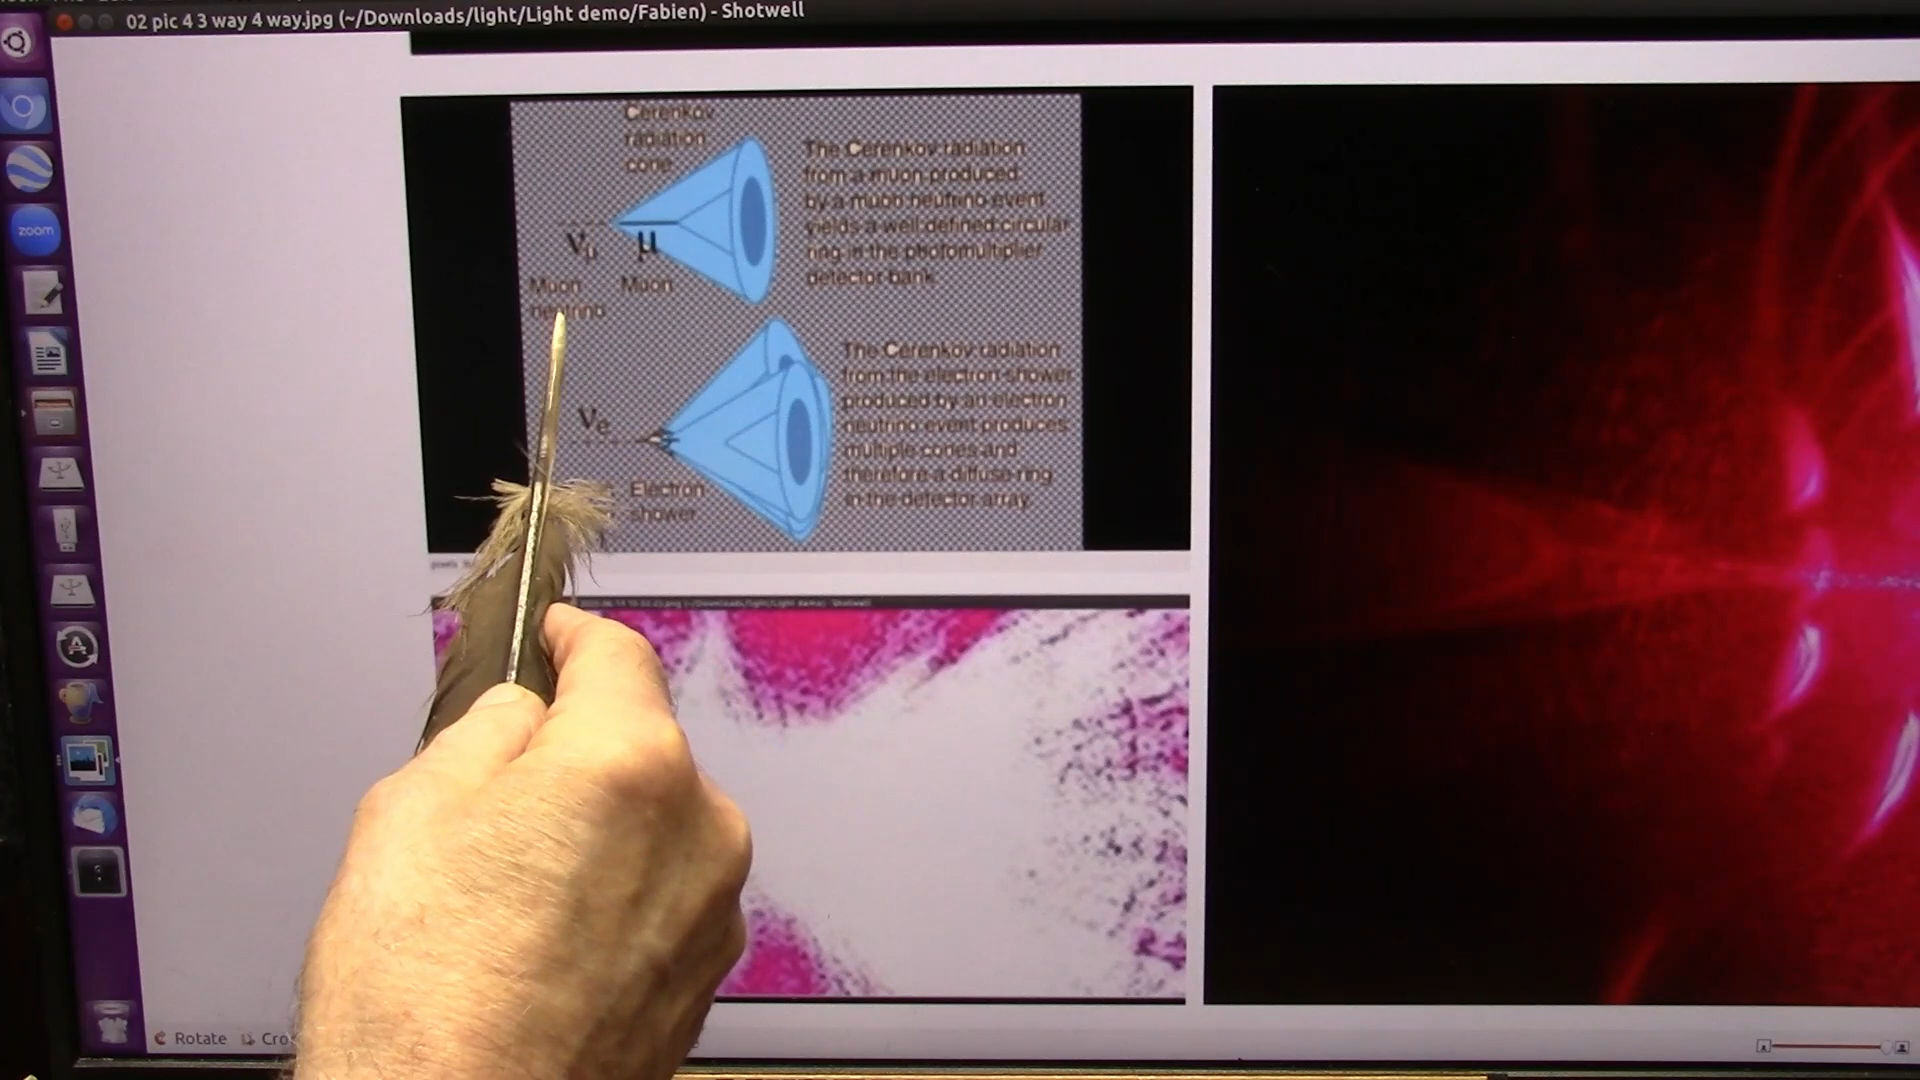 02 pic 4 3 way 4 way.jpg (~/Downloads/light/Light demo/Fabien) - Shotwell
zoom
Cerenkov
radiation
cone
The Cerenkov radiation
from a muon produced
by a muon neutrino event
yields a well defined circular
ring in the photomultiplier
detector bank.
νμ
μ
Muon
neutrino
Muon
The Cerenkov radiation
from the electron shower
produced by an electron
neutrino event produces
multiple cones and
therefore a diffuse ring
in the detector array.
νe
Electron
shower
Rotate
Cro